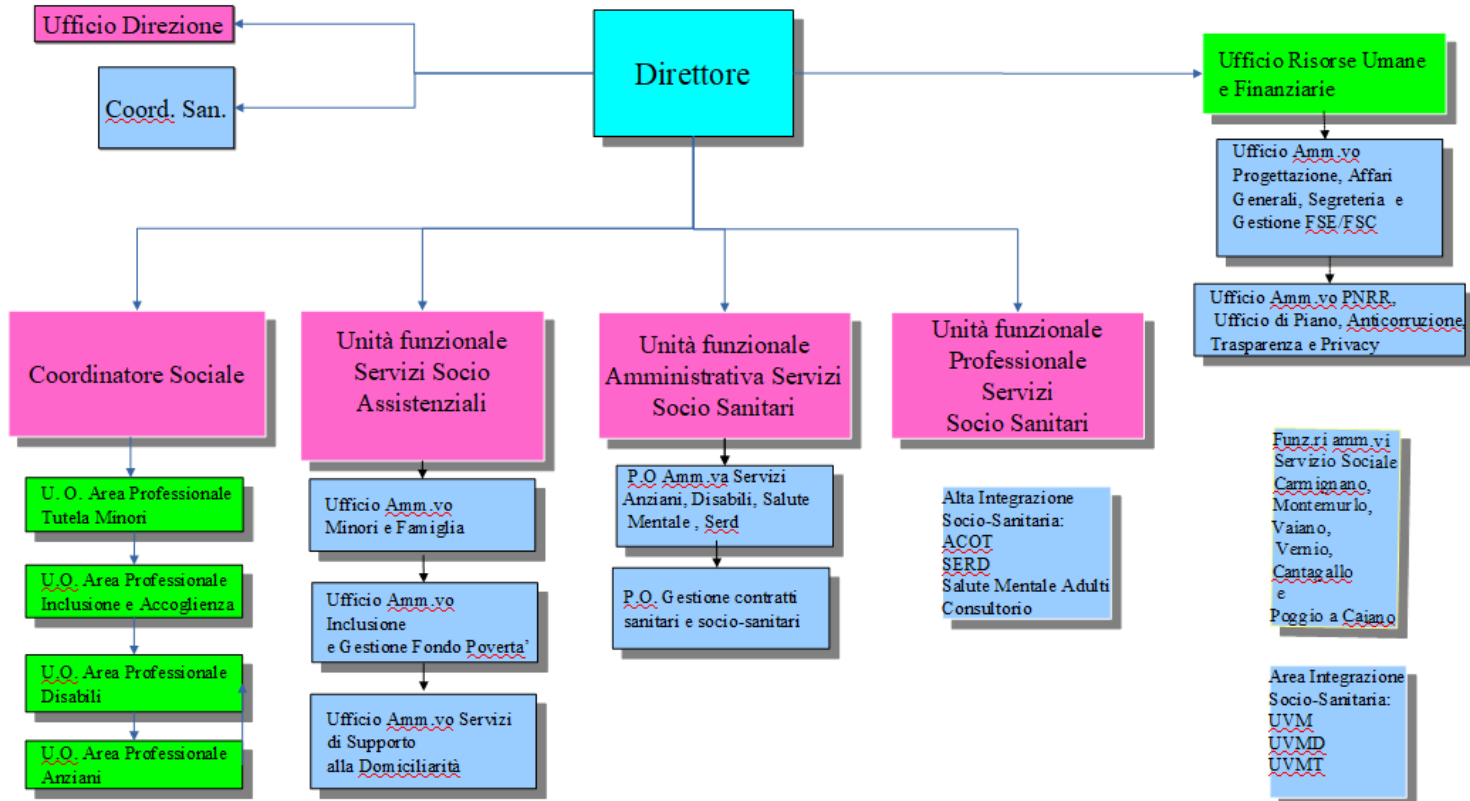 Ufficio Direzione
Coord. San.
Direttore
Ufficio Risorse Umane
e Finanziarie
Ufficio Amm.vo
Progettazione, Affari
Generali, Segreteria e
Gestione FSE/FSC
Ufficio Amm.vo PNRR,
Ufficio di Piano, Anticorruzione,
Trasparenza e Privacy
Coordinatore Sociale
U. O. Area Professionale
Tutela Minori
U.O. Area Professionale
Inclusione e Accoglienza
U.O. Area Professionale
Disabili
U.O. Area Professionale
Anziani
Unità funzionale
Servizi Socio
Assistenziali
Ufficio Amm.vo
Minori e Famiglia
Ufficio Amm.vo
Inclusione
e Gestione Fondo Poverta’
Ufficio Amm.vo Servizi
di Supporto
alla Domiciliarità
Unità funzionale
Amministrativa Servizi
Socio Sanitari
P.O Amm.va Servizi
Anziani, Disabili, Salute
Mentale , Serd
P.O. Gestione contratti
sanitari e socio-sanitari
Unità funzionale
Professionale
Servizi
Socio Sanitari
Alta Integrazione
Socio-Sanitaria:
ACOT
SERD
Salute Mentale Adulti
Consultorio
Funz.ri amm.vi
Servizio Sociale
Carmignano,
Montemurlo,
Vaiano,
Vernio,
Cantagallo
e
Poggio a Caiano
Area Integrazione
Socio-Sanitaria:
UVM
UVMD
UVMT